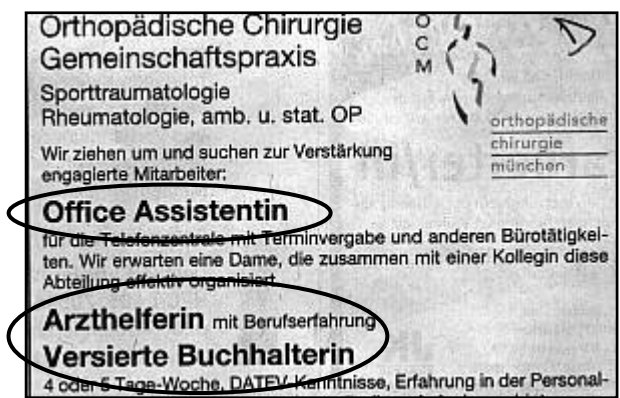 Orthopädische Chirurgie
Gemeinschaftspraxis
Sporttraumatologie
Rheumatologie, amb. u. stat. OP
O
C
M
orthopädische
chirurgie
münchen
Wir ziehen um und suchen zur Verstärkung
engagierte Mitarbeiter:
Office Assistentin
für die Telefonzentrale mit Terminvergabe und anderen Bürotätigkei-
ten. Wir erwarten eine Dame, die zusammen mit einer Kollegin diese
Abteilung effektiv organisiert
Arzthelferin mit Berufserfahrung
Versierte Buchhalterin
4 oder 5 Tage-Woche, DATEV-Kenntnisse, Erfahrung in der Personal-